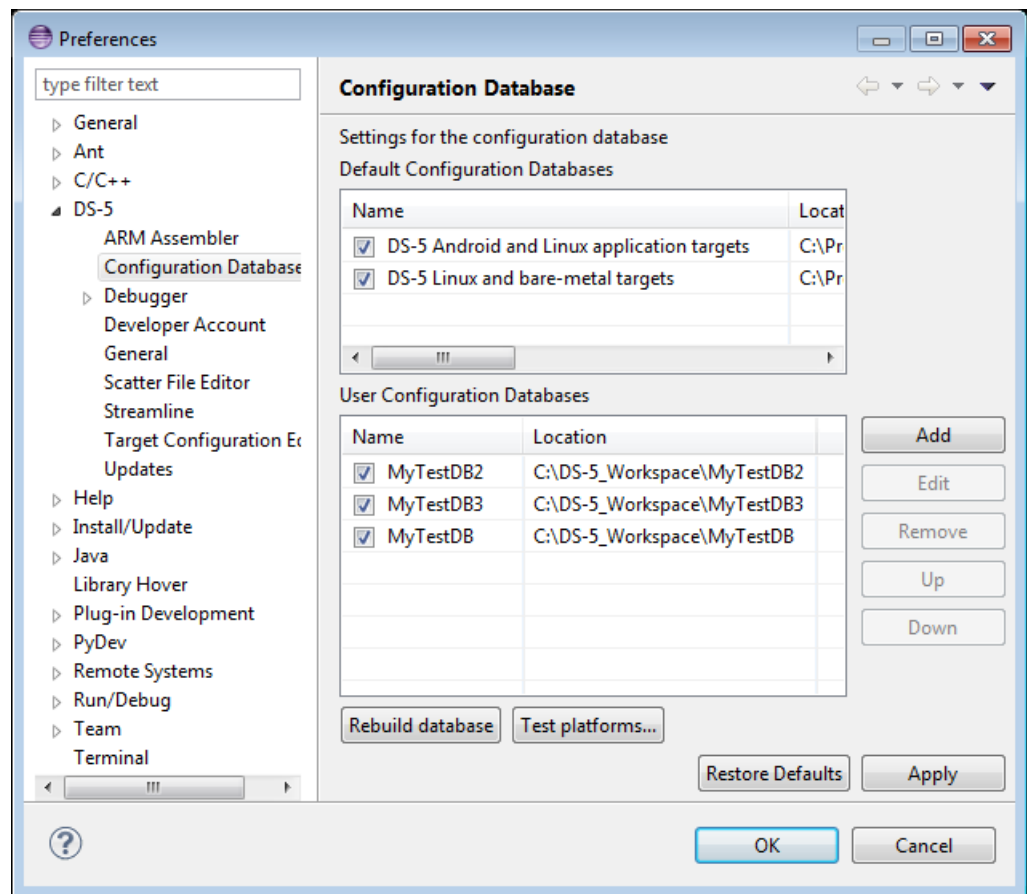 Preferences
type filter text
General
Ant
C/C++
DS-5
ARM Assembler
Configuration Database
Debugger
Developer Account
General
Scatter File Editor
Streamline
Target Configuration Ec
Updates
Help
Install/Update
Java
Library Hover
Plug-in Development
PyDev
Remote Systems
Run/Debug
Team
Terminal
Configuration Database
Settings for the configuration database
Default Configuration Databases
Name Locat
DS-5 Android and Linux application targets C:\Pr
DS-5 Linux and bare-metal targets C:\Pr
User Configuration Databases
Name Location
MyTestDB2 C:\DS-5_Workspace\MyTestDB2
MyTestDB3 C:\DS-5_Workspace\MyTestDB3
MyTestDB C:\DS-5_Workspace\MyTestDB
Add
Edit
Remove
Up
Down
Rebuild database Test platforms...
Restore Defaults Apply
? OK Cancel